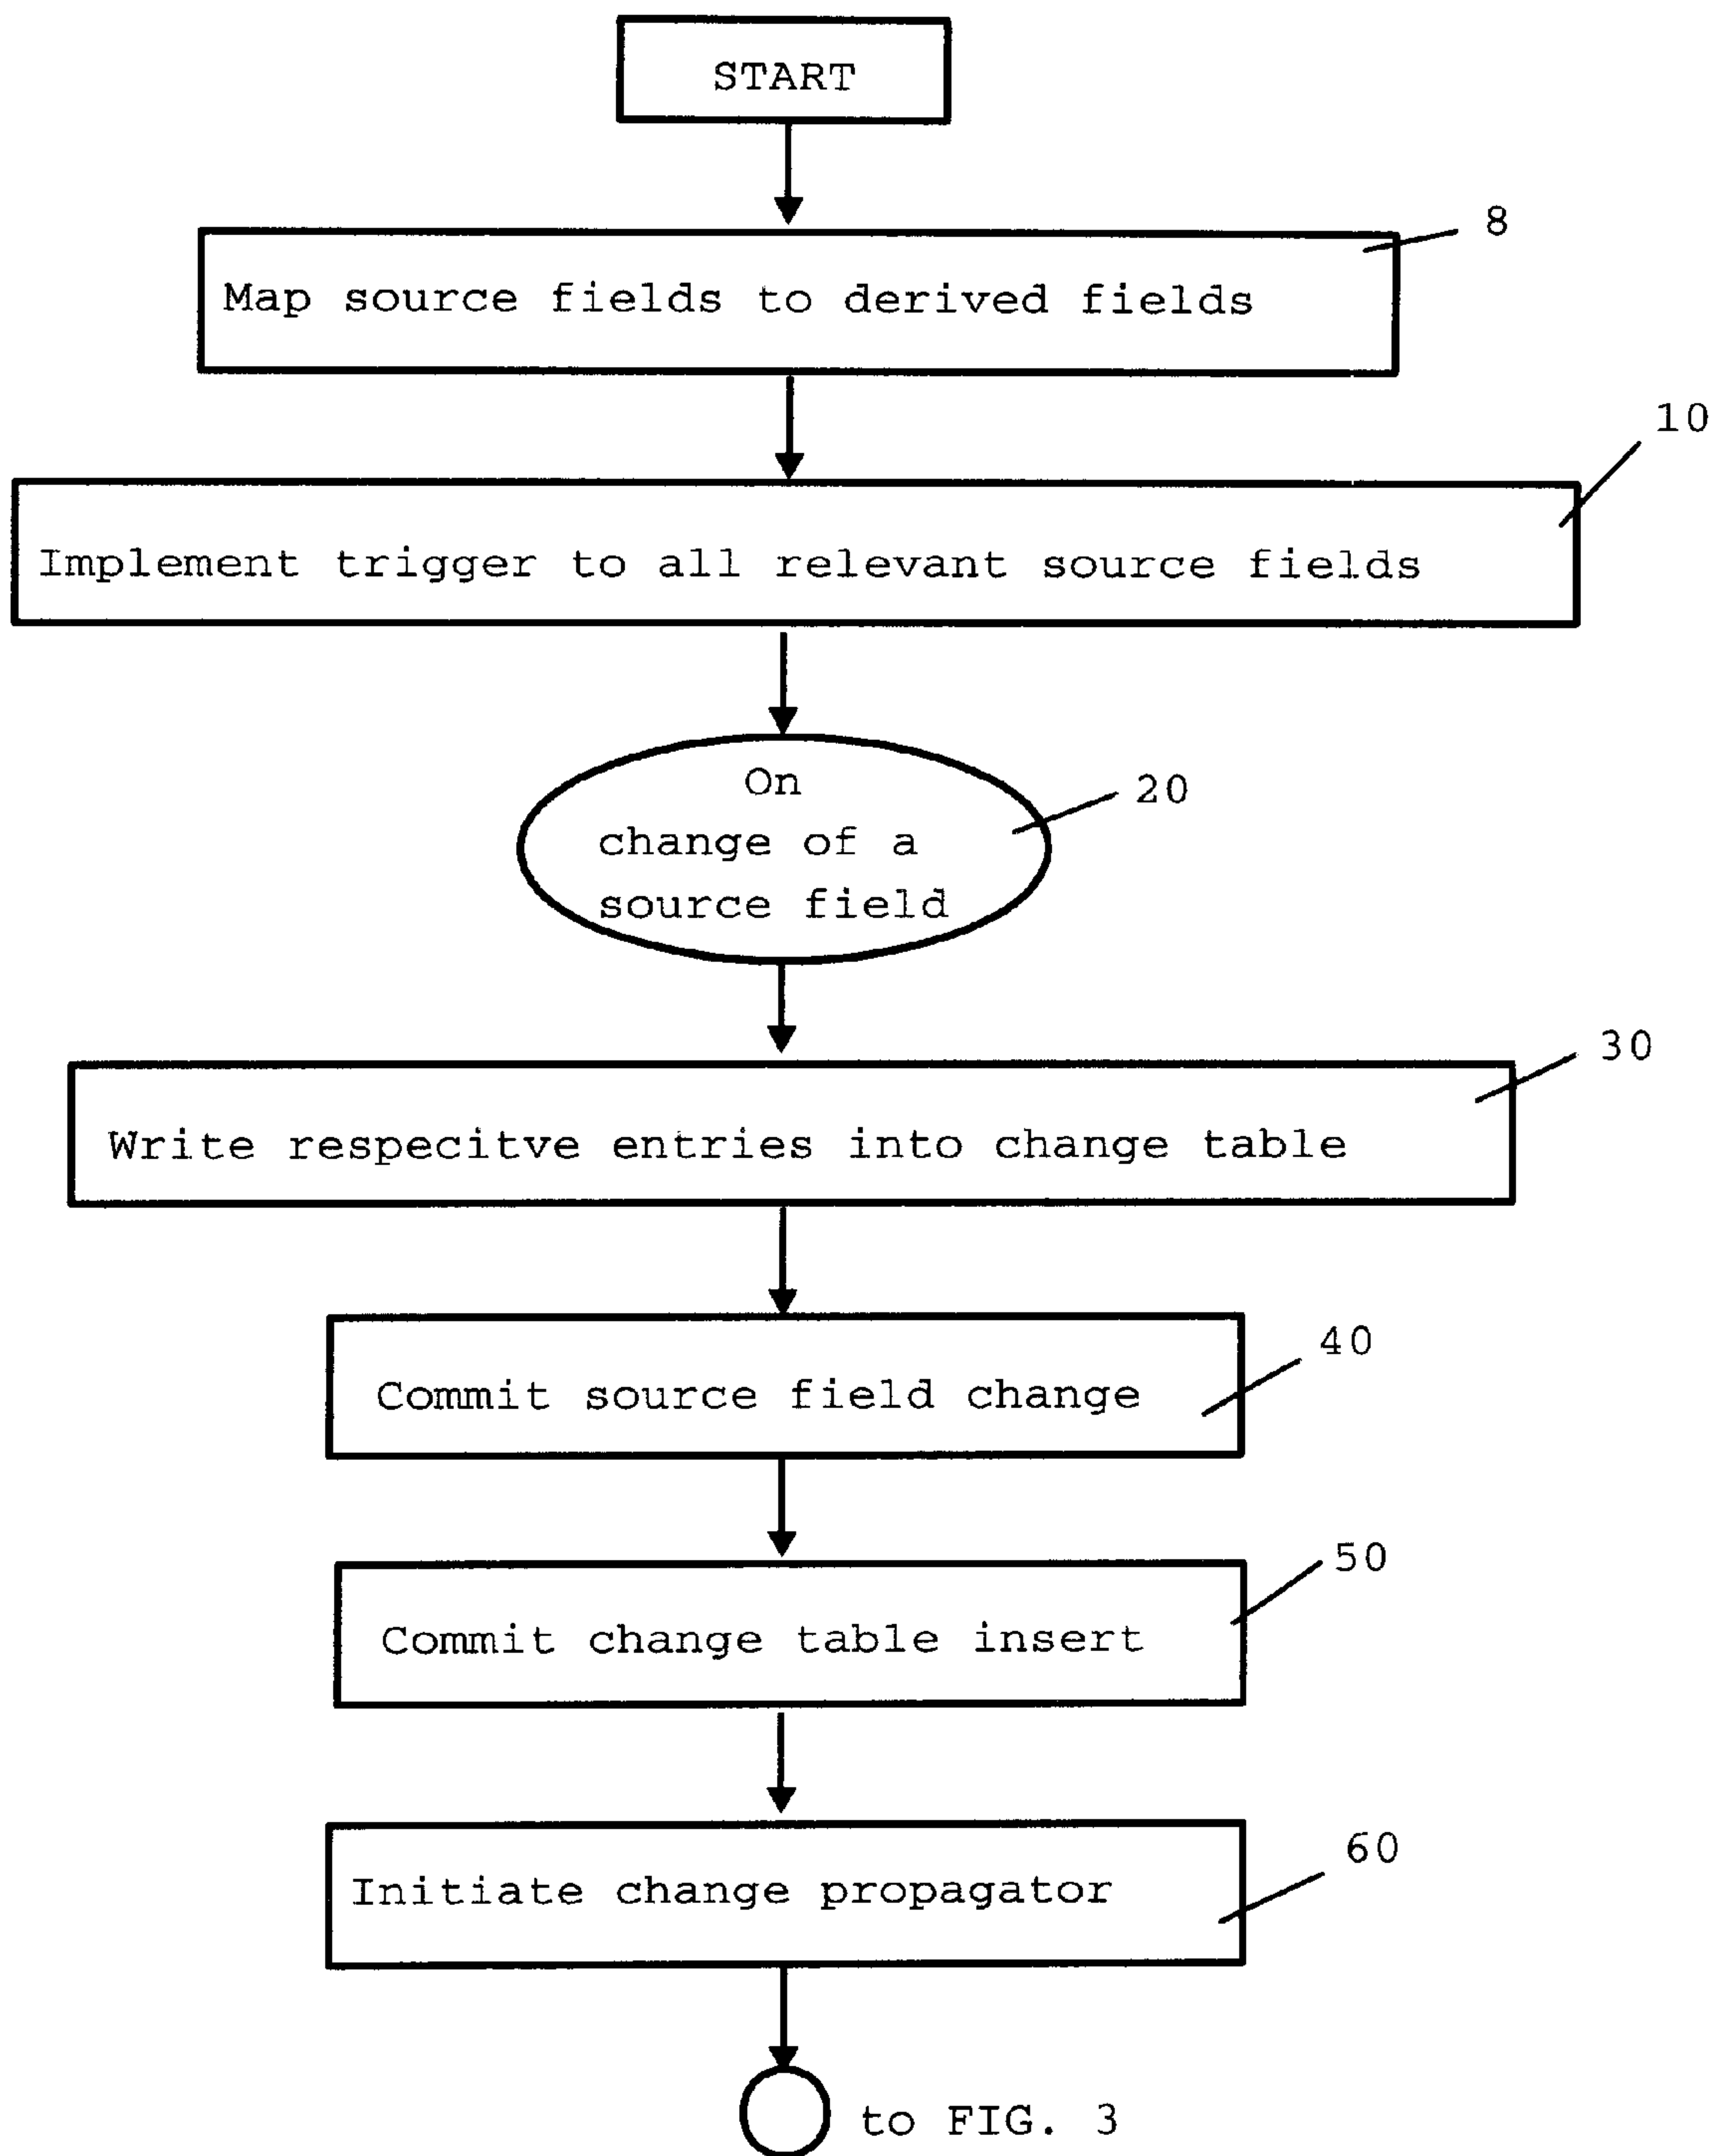 START
8
Map source fields to derived fields
10
Implement trigger to all relevant source fields
On
20
change of a
source field
30
Write respecitve entries into change table
40
Commit source field change
50
Commit change table insert
60
Initiate change propagator
to FIG. 3